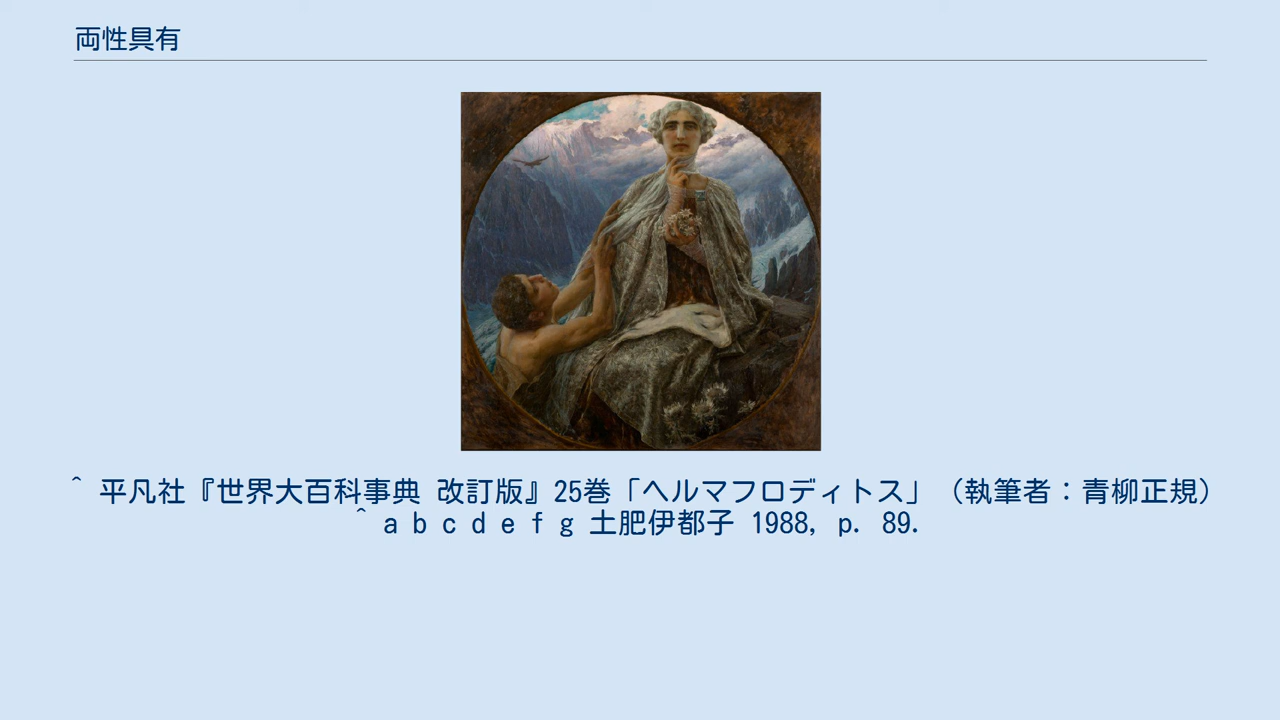 両性具有
^ 平凡社『世界大百科事典 改訂版』25巻「ヘルマフロディトス」（執筆者：青柳正規）
^ a b c d e f g 土肥伊都子 1988, p. 89.